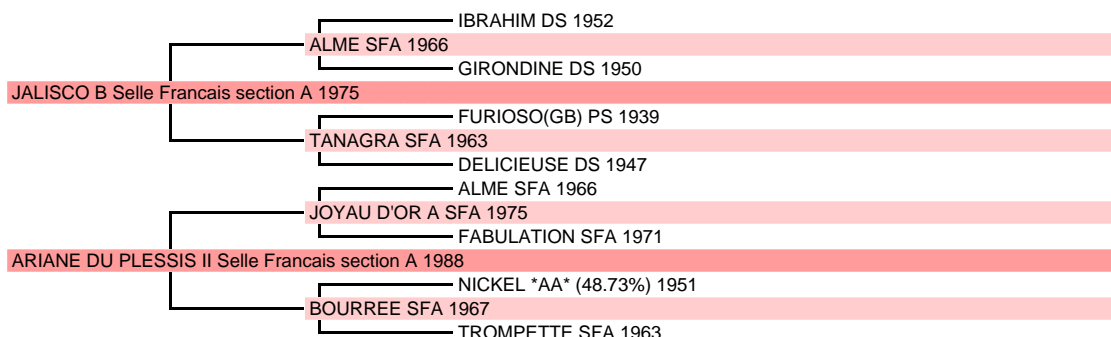 IBRAHIM DS 1952
ALME SFA 1966
GIRONDINE DS 1950
JALISCO B Selle Francais section A 1975
FURIOSO(GB) PS 1939
TANAGRA SFA 1963
DELICIEUSE DS 1947
ALME SFA 1966
JOYAU D'OR A SFA 1975
FABULATION SFA 1971
ARIANE DU PLESSIS II Selle Francais section A 1988
NICKEL *AA* (48.73%) 1951
BOURREE SFA 1967
TROMPETTE SFA 1963